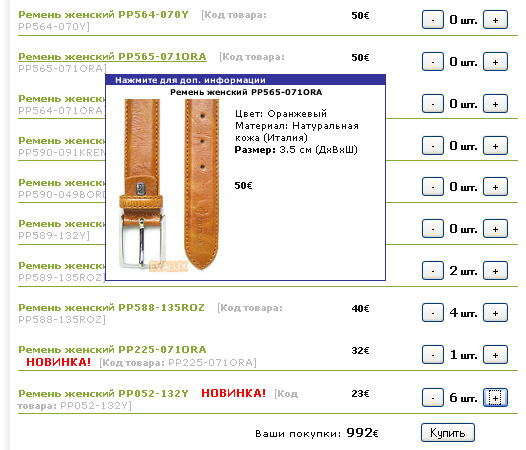 Ремень женский PP564-070Y [Код товара: 50€ - 0 шт. +
PP564-070Y]
Ремень женский PP565-071ORA [Код товара: 50€ - 0 шт. +
PP565-071ORA]
Нажмите для доп. информации
Ремень женский PP565-071ORA
Цвет: Оранжевый
Материал: Натуральная
кожа (Италия)
Размер: 3.5 см (ДxВxШ)
50€
EVALUX
Ремень женский - 0 шт. +
PP564-071ORA
Ремень женский - 0 шт. +
PP590-091KREM
Ремень женский - 0 шт. +
PP590-049BORD
Ремень женский - 0 шт. +
PP589-132Y]
Ремень женский - 2 шт. +
PP589-135ROZ]
Ремень женский PP588-135ROZ [Код товара: 40€ - 4 шт. +
PP588-135ROZ]
Ремень женский PP225-071ORA 32€ - 1 шт. +
НОВИНКА! [Код товара: PP225-071ORA]
Ремень женский PP052-132Y НОВИНКА! [Код 23€ - 6 шт. +
товара: PP052-132Y]
Ваши покупки: 992€ Купить